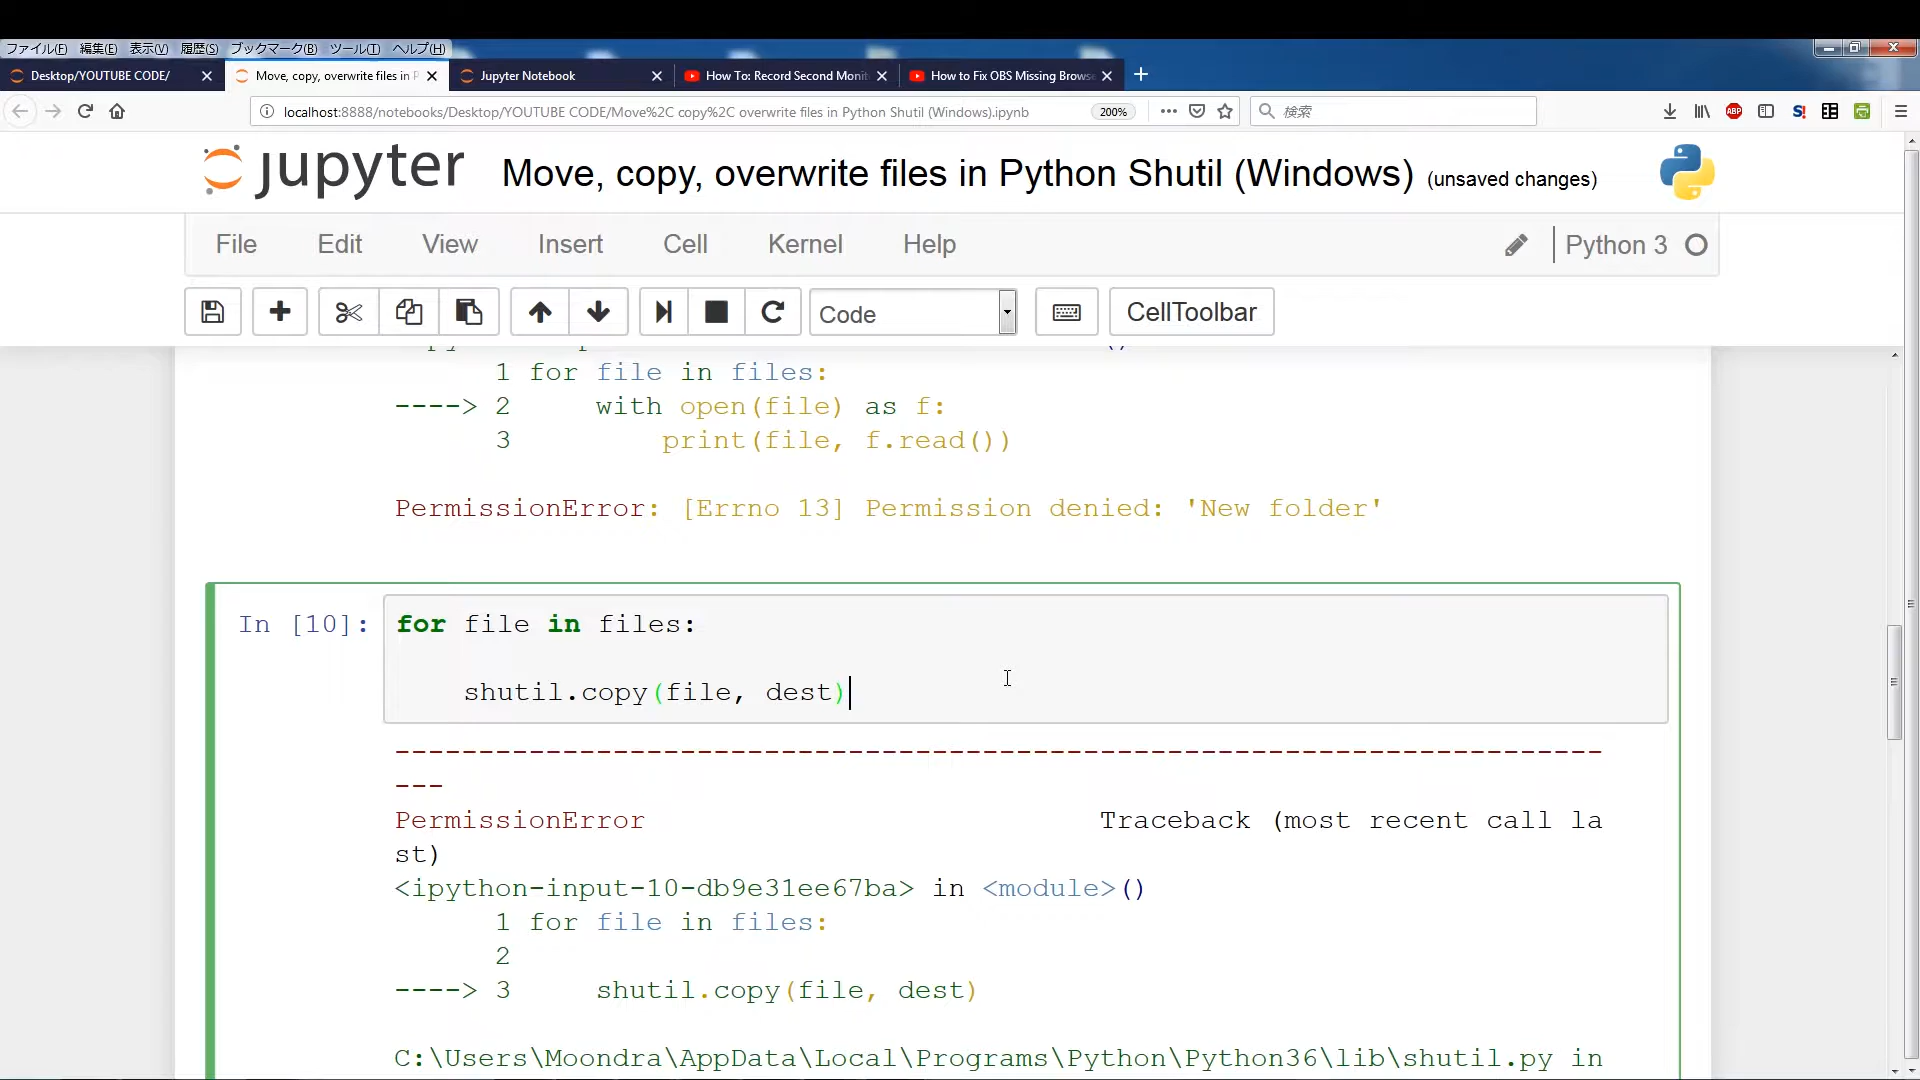 ファイル(F) 編集(E) 表示(V) 履歴(S) ブックマーク(B) ツール(T) ヘルプ(H)
Desktop/YOUTUBE CODE/ Move, copy, overwrite files in P Jupyter Notebook How To: Record Second Monit How to Fix OBS Missing Browse
localhost:8888/notebooks/Desktop/YOUTUBE CODE/Move%2C copy%2C overwrite files in Python Shutil (Windows).ipynb 200% 検索 ABP S!
jupyter Move, copy, overwrite files in Python Shutil (Windows) (unsaved changes)
File Edit View Insert Cell Kernel Help Python 3
Code CellToolbar
1 for file in files:
----> 2     with open(file) as f:
3         print(file, f.read())
PermissionError: [Errno 13] Permission denied: 'New folder'
In [10]: for file in files:
shutil.copy(file, dest)
---------------------------------------------------------------------------
PermissionError Traceback (most recent call la
st)
<ipython-input-10-db9e31ee67ba> in <module>()
1 for file in files:
2
----> 3     shutil.copy(file, dest)
C:\Users\Moondra\AppData\Local\Programs\Python\Python36\lib\shutil.py in